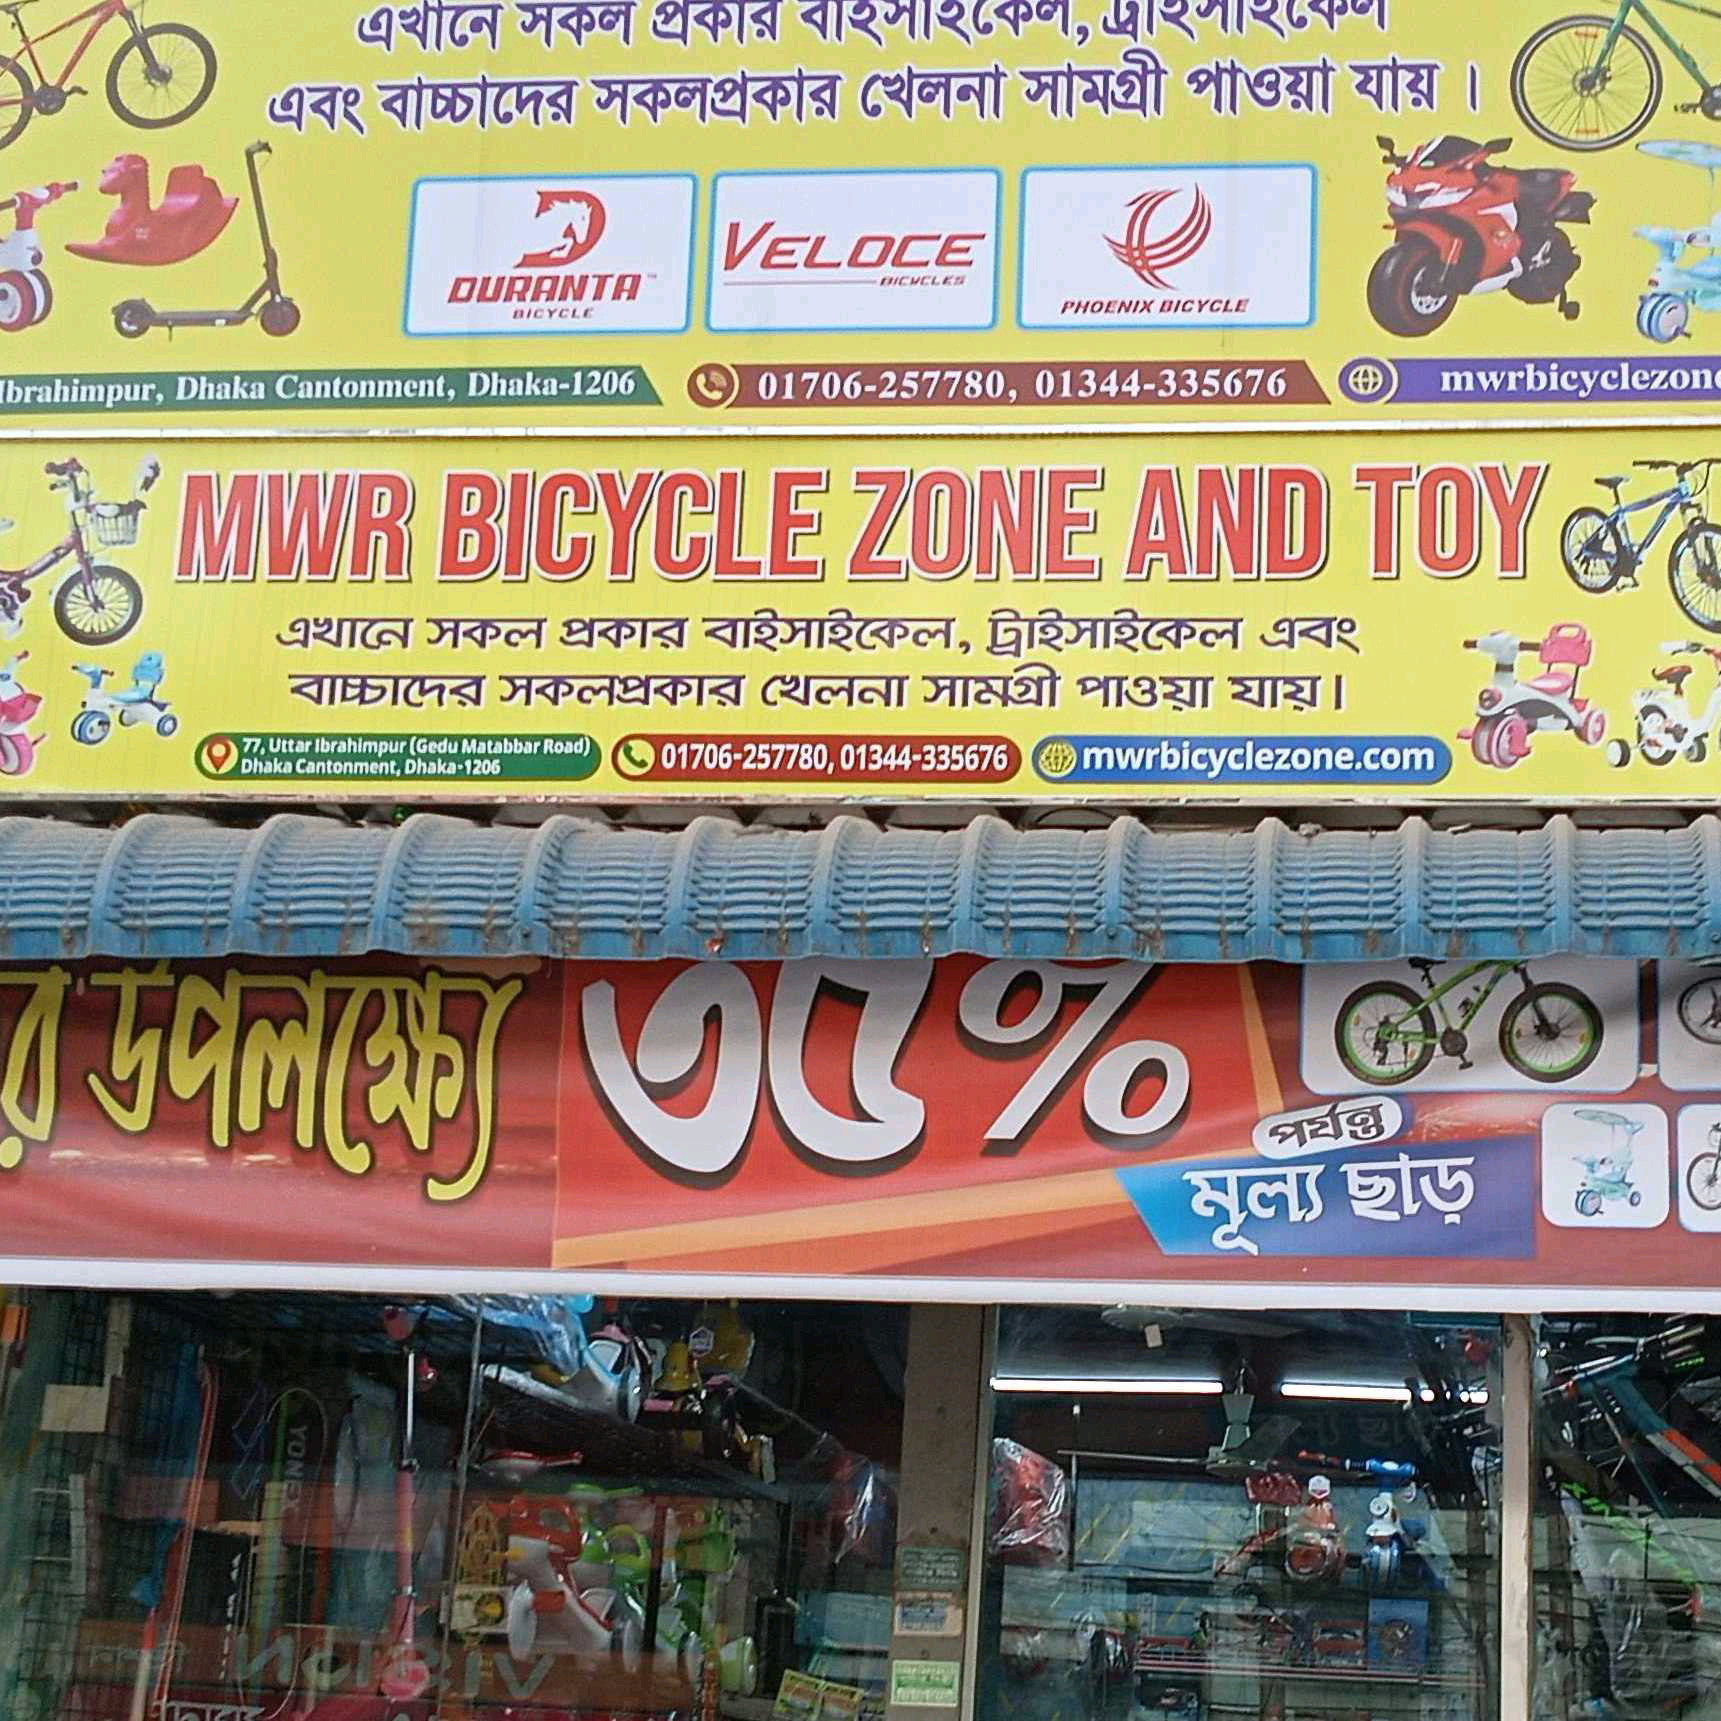 এখানে সকল প্রকার বাইসাইকেল, ট্রাইসাইকেল
এবং বাচ্চাদের সকলপ্রকার খেলনা সামগ্রী পাওয়া যায়।
DURANTA™
BICYCLE
VELOCE
BICYCLES
PHOENIX BICYCLE
Ibrahimpur, Dhaka Cantonment, Dhaka-1206
01706-257780, 01344-335676
mwrbicyclezone
MWR BICYCLE ZONE AND TOY
এখানে সকল প্রকার বাইসাইকেল, ট্রাইসাইকেল এবং
বাচ্চাদের সকলপ্রকার খেলনা সামগ্রী পাওয়া যায়।
77, Uttar Ibrahimpur (Gedu Matabbar Road)
Dhaka Cantonment, Dhaka-1206
01706-257780, 01344-335676
mwrbicyclezone.com
র উপলক্ষ্যে
৩৫%
পর্যন্ত
মূল্য ছাড়
YONEX